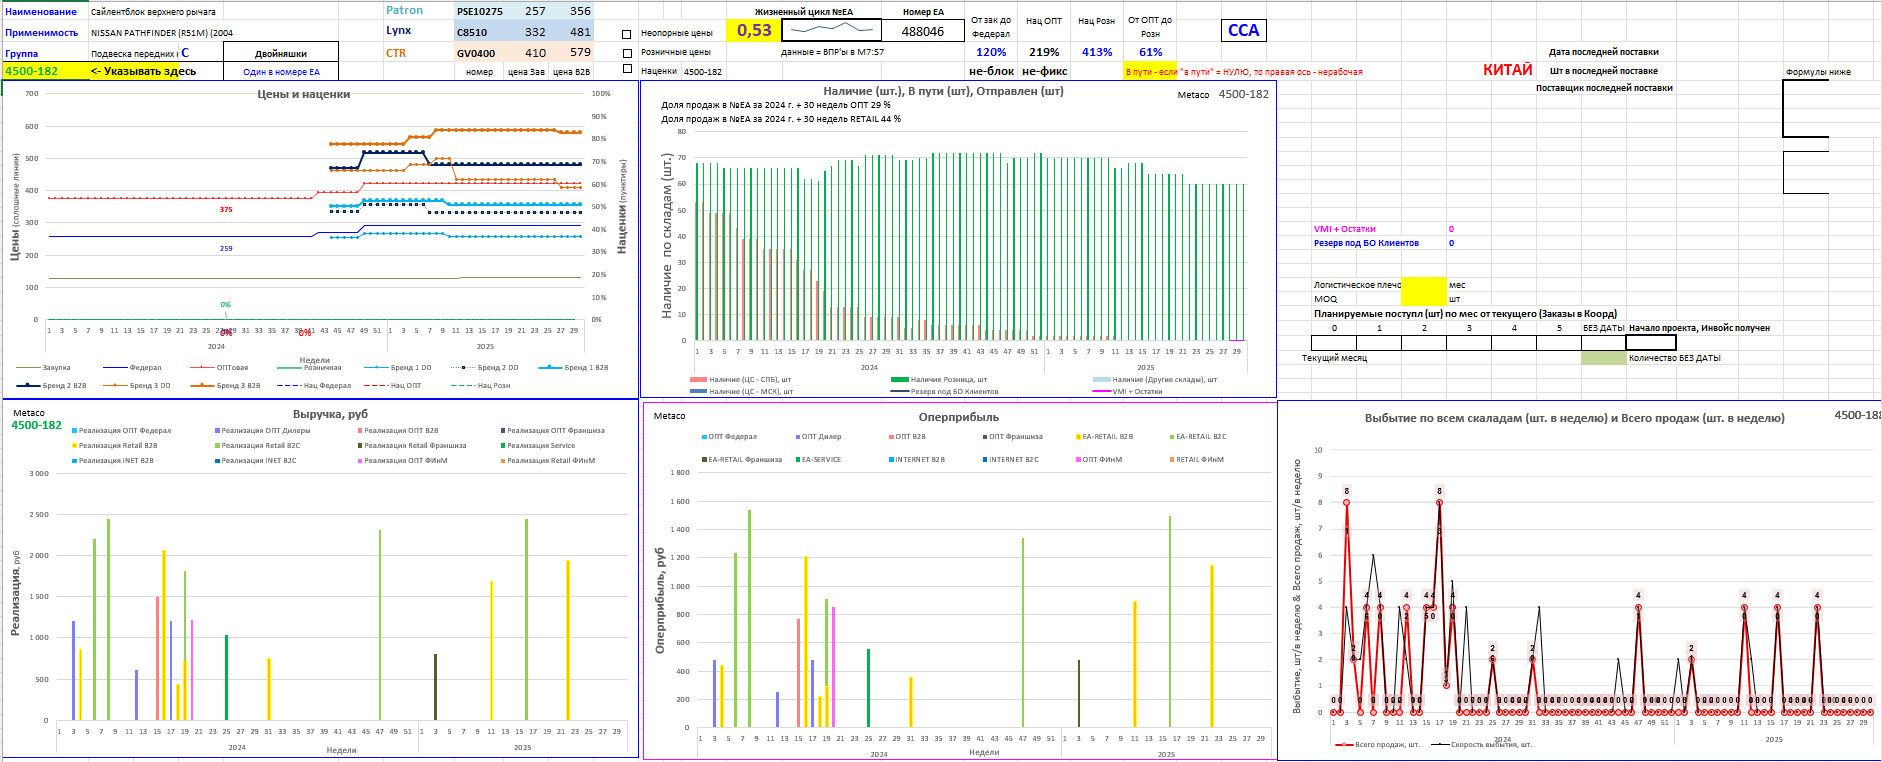 Наименование Сайлентблок верхнего рычага
Применимость NISSAN PATHFINDER (R51M) (2004
Группа Подвеска передних С Двойняшки
4500-182 <- Указывать здесь Один в номере ЕА
Patron PSE10275 257 356
Lynx C8510 332 481
CTR GV0400 410 579
номер цена Зав цена B2B
Жизненный цикл №ЕА Номер ЕА
Неопорные цены 0,53 488046
Розничные цены данные = ВПР'ы в M7:S7
Наценки 4500-182
От зак до Федерал Нац ОПТ Нац Розн От ОПТ до Розн
120% 219% 413% 61%
не-блок не-фикс
В пути - если "в пути" = НУЛЮ, то правая ось - нерабочая
ССА
КИТАЙ
Дата последней поставки
Шт в последней поставке
Поставщик последней поставки
Формулы ниже
Цены и наценки
Цены (сплошные линии)
Наценки (пунктиры)
700
600
500
400
300
200
100
0
100%
90%
80%
70%
60%
50%
40%
30%
20%
10%
0%
375
259
0%
0%
1 3 5 7 9 11 13 15 17 19 21 23 25 27 29 31 33 35 37 39 41 43 45 47 49 51 1 3 5 7 9 11 13 15 17 19 21 23 25 27 29
2024 2025
Недели
Закупка Федерал ОПТовая Розничная Бренд 1 DD Бренд 2 DD Бренд 1 B2B
Бренд 2 B2B Бренд 3 DD Бренд 3 B2B Нац Федерал Нац ОПТ Нац Розн
Наличие (шт.), В пути (шт), Отправлен (шт)
Metaco 4500-182
Доля продаж в №ЕА за 2024 г. + 30 недель ОПТ 29 %
Доля продаж в №ЕА за 2024 г. + 30 недель RETAIL 44 %
Наличие по складам (шт.)
80
70
60
50
40
30
20
10
0
1 3 5 7 9 11 13 15 17 19 21 23 25 27 29 31 33 35 37 39 41 43 45 47 49 51 1 3 5 7 9 11 13 15 17 19 21 23 25 27 29
2024 2025
Наличие (ЦС - СПБ), шт Наличие Розница, шт Наличие (Другие склады), шт
Наличие (ЦС - МСК), шт Резерв под БО Клиентов VMI + Остатки
VMI + Остатки 0
Резерв под БО Клиентов 0
Логистическое плечо мес
MOQ шт
Планируемые поступл (шт) по мес от текущего (Заказы в Коорд)
0 1 2 3 4 5 БЕЗ ДАТЫ Начало проекта, Инвойс получен
Текущий месяц Количество БЕЗ ДАТЫ
Metaco
4500-182
Выручка, руб
Реализация ОПТ Федерал Реализация ОПТ Дилеры Реализация ОПТ B2B Реализация ОПТ Франшиза
Реализация Retail B2B Реализация Retail B2C Реализация Retail Франшиза Реализация Service
Реализация INET B2B Реализация INET B2C Реализация ОПТ ФИнМ Реализация Retail ФИнМ
Реализация, руб
3 000
2 500
2 000
1 500
1 000
500
0
1 3 5 7 9 11 13 15 17 19 21 23 25 27 29 31 33 35 37 39 41 43 45 47 49 51 1 3 5 7 9 11 13 15 17 19 21 23 25 27 29
2024 Недели 2025
Metaco
Оперприбыль
ОПТ Федерал ОПТ Дилер ОПТ B2B ОПТ Франшиза EA-RETAIL B2B EA-RETAIL B2C
EA-RETAIL Франшиза EA-SERVICE INTERNET B2B INTERNET B2C ОПТ ФИнМ RETAIL ФИнМ
Оперприбыль, руб
1 800
1 600
1 400
1 200
1 000
800
600
400
200
0
1 3 5 7 9 11 13 15 17 19 21 23 25 27 29 31 33 35 37 39 41 43 45 47 49 51 1 3 5 7 9 11 13 15 17 19 21 23 25 27 29
2024 Недели 2025
Выбытие по всем скаладам (шт. в неделю) и Всего продаж (шт. в неделю)
Выбытие, шт/в неделю & Всего продаж, шт/в неделю
10
9
8
7
6
5
4
3
2
1
0
1 3 5 7 9 11 13 15 17 19 21 23 25 27 29 31 33 35 37 39 41 43 45 47 49 51 1 3 5 7 9 11 13 15 17 19 21 23 25 27 29
2024 2025
Всего продаж, шт. Скорость выбытия, шт.